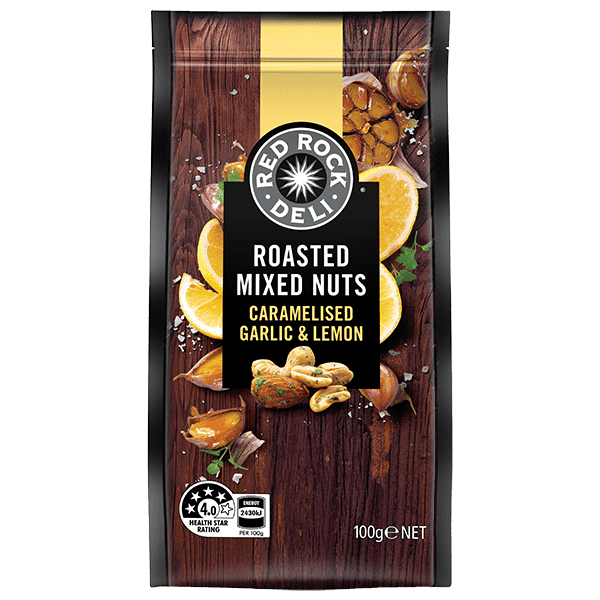 RED ROCK
DELI
®
ROASTED
MIXED NUTS
CARAMELISED
GARLIC & LEMON
4.0
HEALTH STAR
RATING
ENERGY
2430kJ
PER 100g
100g℮ NET